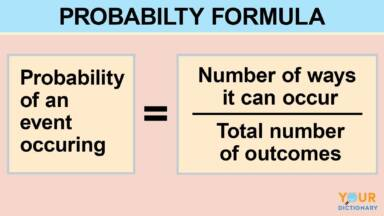 PROBABILTY FORMULA
Probability
of an
event
occuring
=
Number of ways
it can occur
Total number
of outcomes
YOUR
DICTIONARY